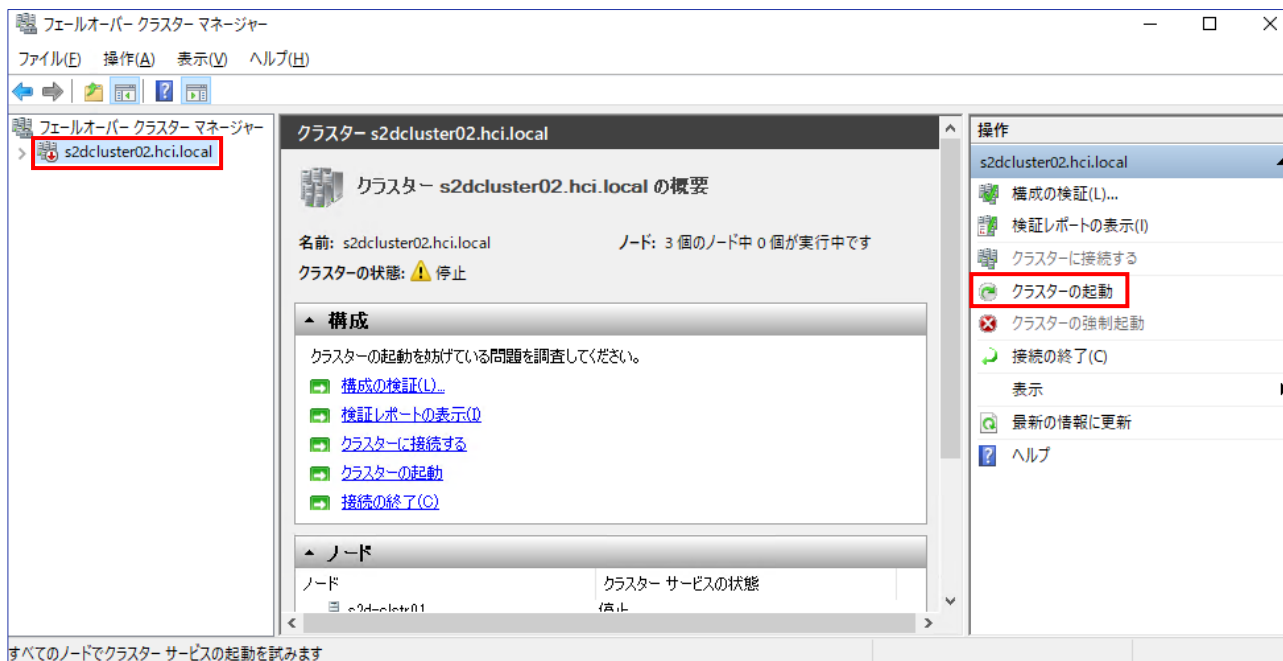 フェールオーバー クラスター マネージャー
ファイル(F) 操作(A) 表示(V) ヘルプ(H)
フェールオーバー クラスター マネージャー
s2dcluster02.hci.local
クラスター s2dcluster02.hci.local
クラスター s2dcluster02.hci.local の概要
名前: s2dcluster02.hci.local ノード: 3 個のノード中 0 個が実行中です
クラスターの状態: 停止
構成
クラスターの起動を妨げている問題を調査してください。
構成の検証(L)...
検証レポートの表示(I)
クラスターに接続する
クラスターの起動
接続の終了(C)
ノード
ノード クラスター サービスの状態
s2d-clstr01 停止
操作
s2dcluster02.hci.local
構成の検証(L)...
検証レポートの表示(I)
クラスターに接続する
クラスターの起動
クラスターの強制起動
接続の終了(C)
表示
最新の情報に更新
ヘルプ
すべてのノードでクラスター サービスの起動を試みます